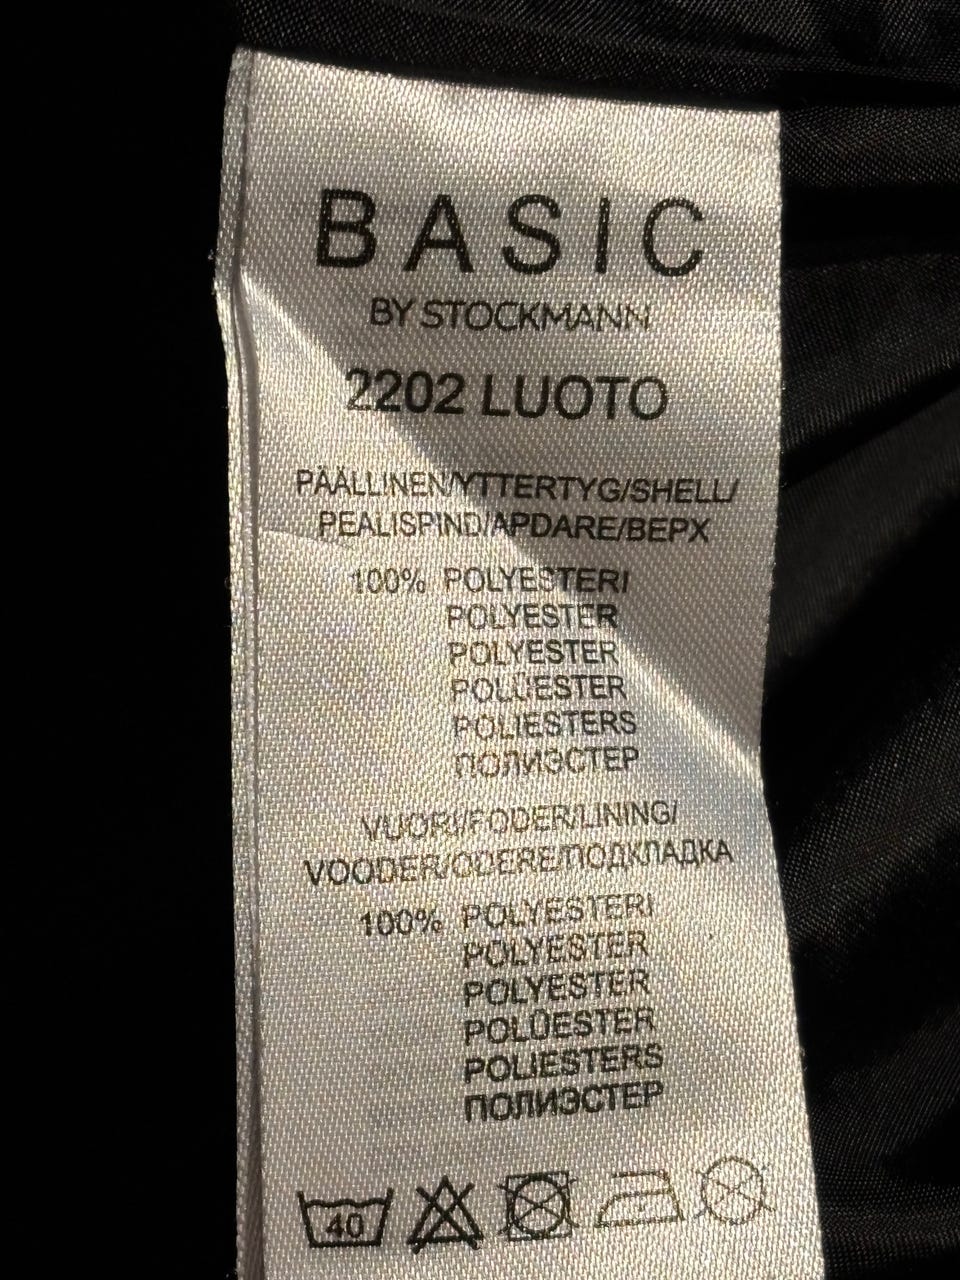 BASIC
BY STOCKMANN
2202 LUOTO
PÄÄLLINEN/YTTERTYG/SHELL/
PEALISPIND/APDARE/ВЕРХ
100% POLYESTERI
POLYESTER
POLYESTER
POLÜESTER
POLIESTERS
ПОЛИЭСТЕР
VUORI/FODER/LINING/
VOODER/ODERE/ПОДКЛАДКА
100% POLYESTERI
POLYESTER
POLYESTER
POLÜESTER
POLIESTERS
ПОЛИЭСТЕР
40